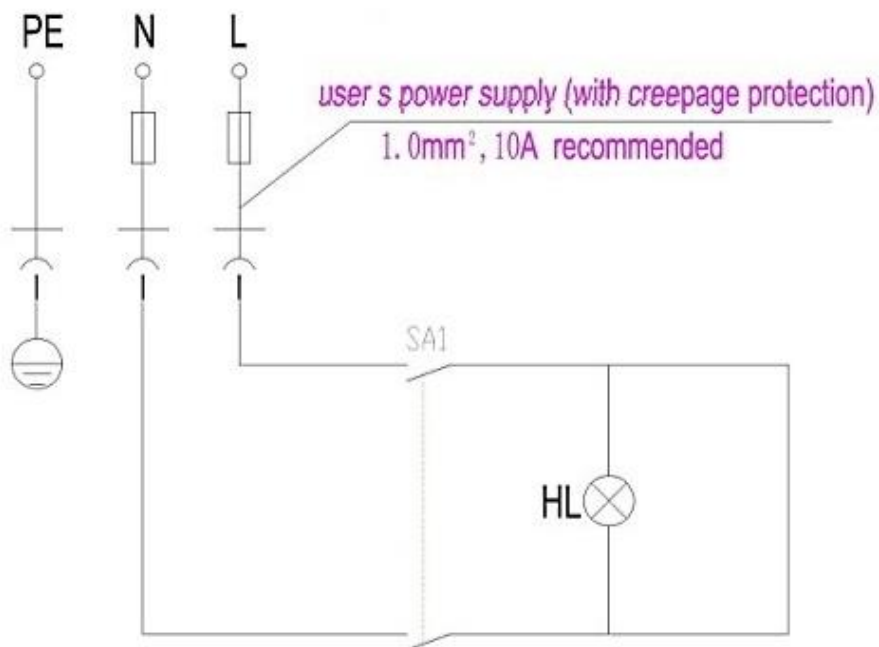 PE N L
user s power supply (with creepage protection)
1.0mm², 10A recommended
SA1
HL